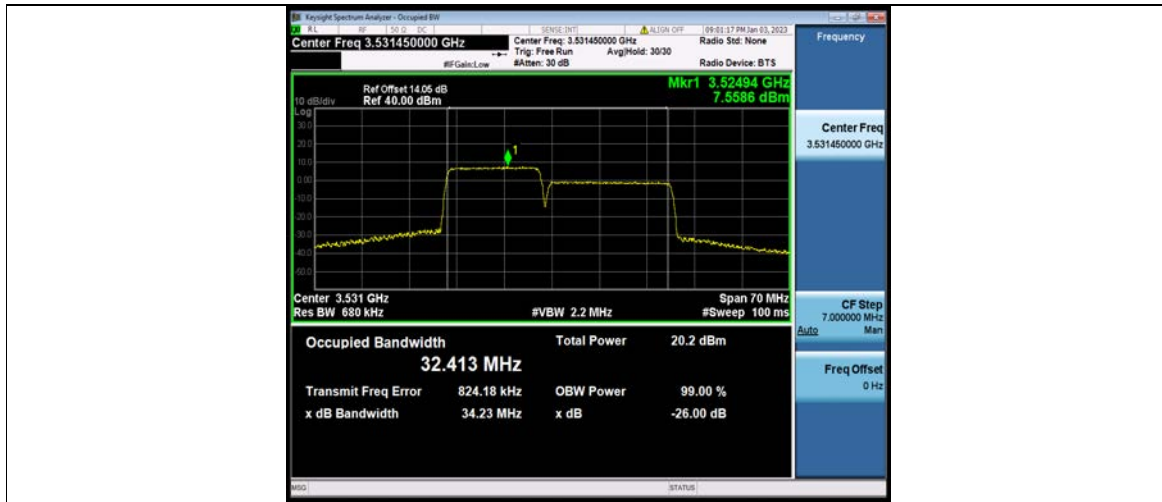 Keysight Spectrum Analyzer - Occupied BW
RL RF 50 Ω DC SENSE:INT ALIGN OFF 09:01:17 PM Jan 03, 2023
Center Freq 3.531450000 GHz Center Freq: 3.531450000 GHz Radio Std: None Frequency
Trig: Free Run Avg|Hold: 30/30
#IFGain:Low #Atten: 30 dB Radio Device: BTS
Mkr1 3.52494 GHz
7.5586 dBm
Ref Offset 14.05 dB
10 dB/div Ref 40.00 dBm
Log
30.0
20.0
10.0
0.00
-10.0
-20.0
-30.0
-40.0
-50.0
1
Center Freq
3.531450000 GHz
Center 3.531 GHz Span 70 MHz
Res BW 680 kHz #VBW 2.2 MHz #Sweep 100 ms
CF Step
7.000000 MHz
Auto Man
Occupied Bandwidth Total Power 20.2 dBm
32.413 MHz
Freq Offset
0 Hz
Transmit Freq Error 824.18 kHz OBW Power 99.00 %
x dB Bandwidth 34.23 MHz x dB -26.00 dB
MSG STATUS